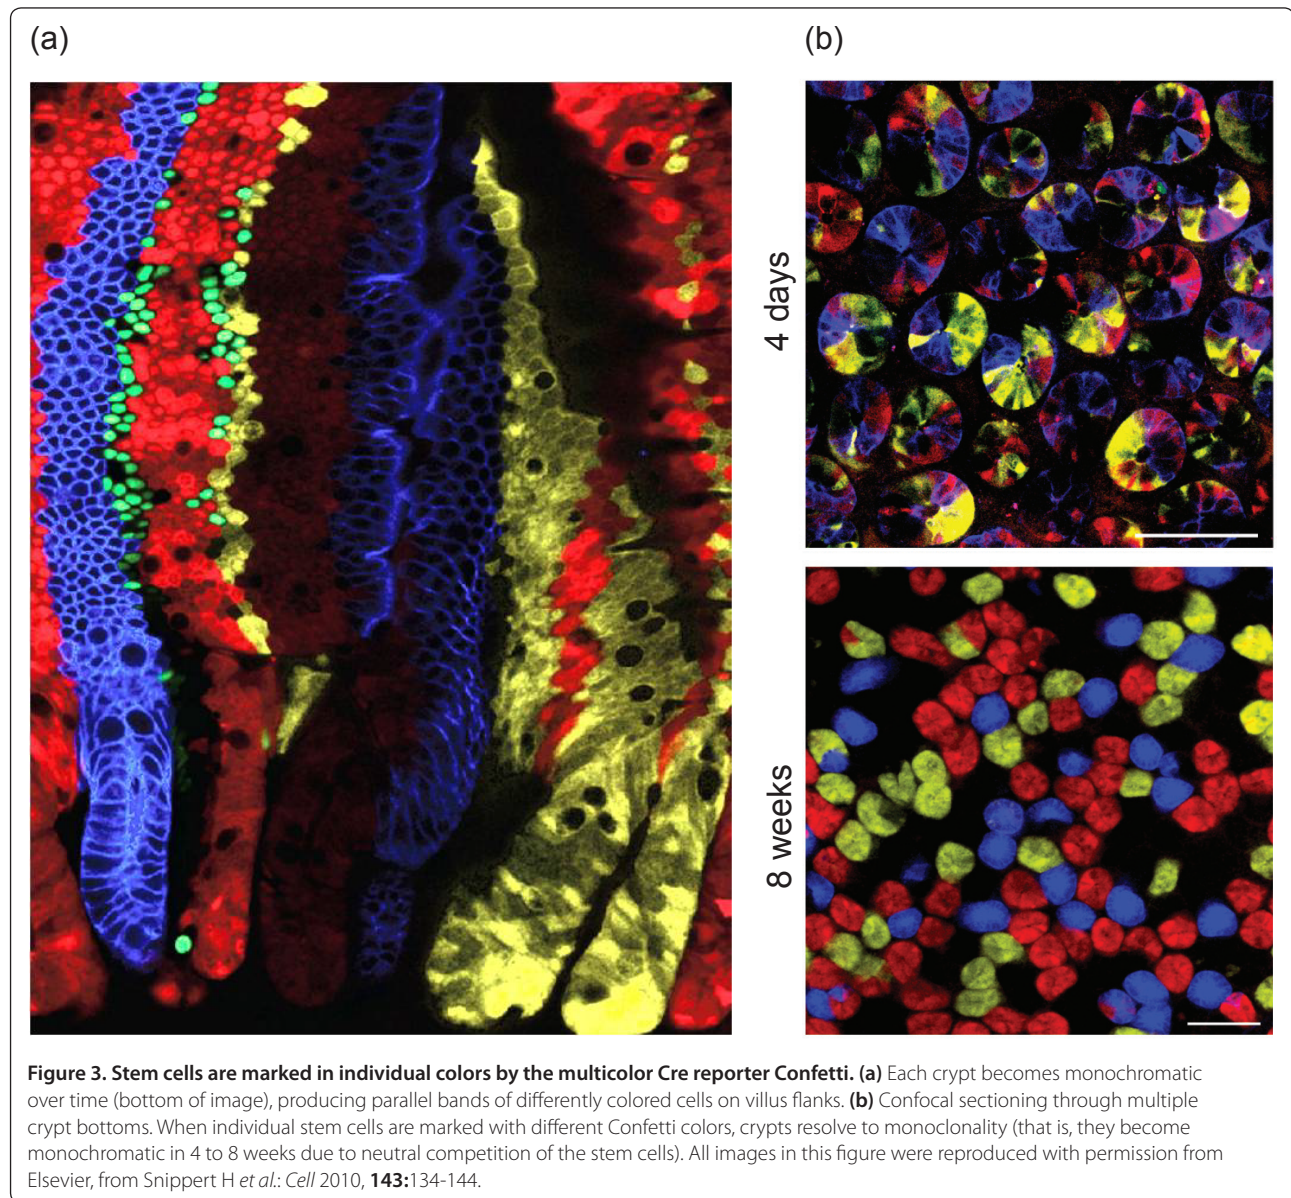 (a)
(b)
4 days
8 weeks
Figure 3. Stem cells are marked in individual colors by the multicolor Cre reporter Confetti. (a) Each crypt becomes monochromatic
over time (bottom of image), producing parallel bands of differently colored cells on villus flanks. (b) Confocal sectioning through multiple
crypt bottoms. When individual stem cells are marked with different Confetti colors, crypts resolve to monoclonality (that is, they become
monochromatic in 4 to 8 weeks due to neutral competition of the stem cells). All images in this figure were reproduced with permission from
Elsevier, from Snippert H et al.: Cell 2010, 143:134-144.